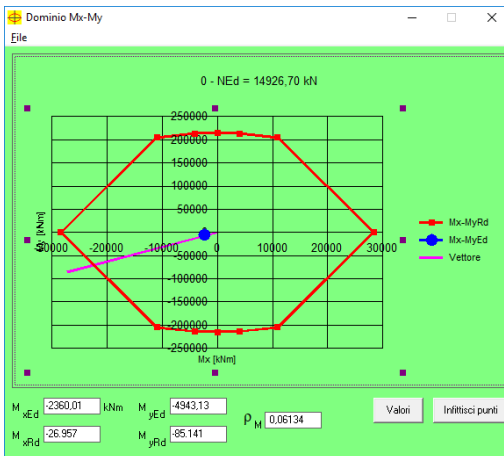 Dominio Mx-My
File
0 - NEd = 14926,70 kN
250000
200000
150000
100000
50000
0
-50000
-100000
-150000
-200000
-250000
-20000
-10000
0
10000
20000
30000
[kNm]
Mx [kNm]
Mx-MyRd
Mx-MyEd
Vettore
M xEd -2360,01 kNm M yEd -4943,13 ρ M 0,06134 Valori Infittisci punti
M xRd -26.957 M yRd -85.141